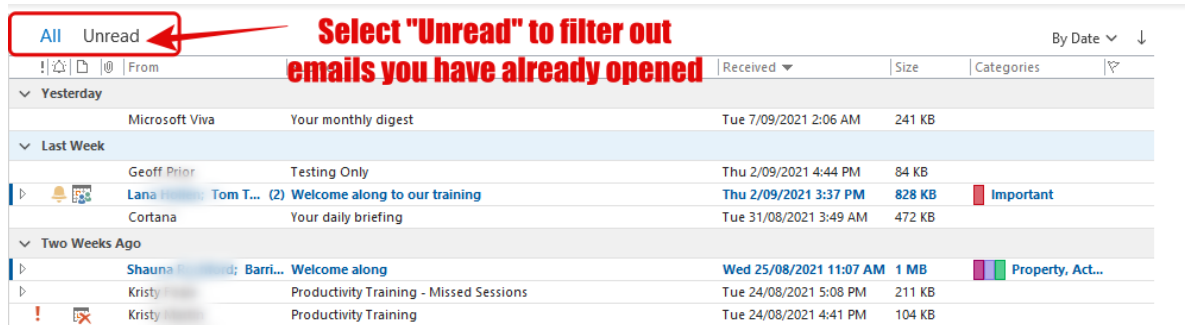 All Unread
Select "Unread" to filter out
emails you have already opened
By Date
! From Received Size Categories
Yesterday
Microsoft Viva Your monthly digest Tue 7/09/2021 2:06 AM 241 KB
Last Week
Geoff Prior Testing Only Thu 2/09/2021 4:44 PM 84 KB
Lana Tom T... (2) Welcome along to our training Thu 2/09/2021 3:37 PM 828 KB Important
Cortana Your daily briefing Tue 31/08/2021 3:49 AM 472 KB
Two Weeks Ago
Shauna ; Barri... Welcome along Wed 25/08/2021 11:07 AM 1 MB Property, Act...
Kristy Productivity Training - Missed Sessions Tue 24/08/2021 5:08 PM 211 KB
! Kristy Productivity Training Tue 24/08/2021 4:41 PM 104 KB